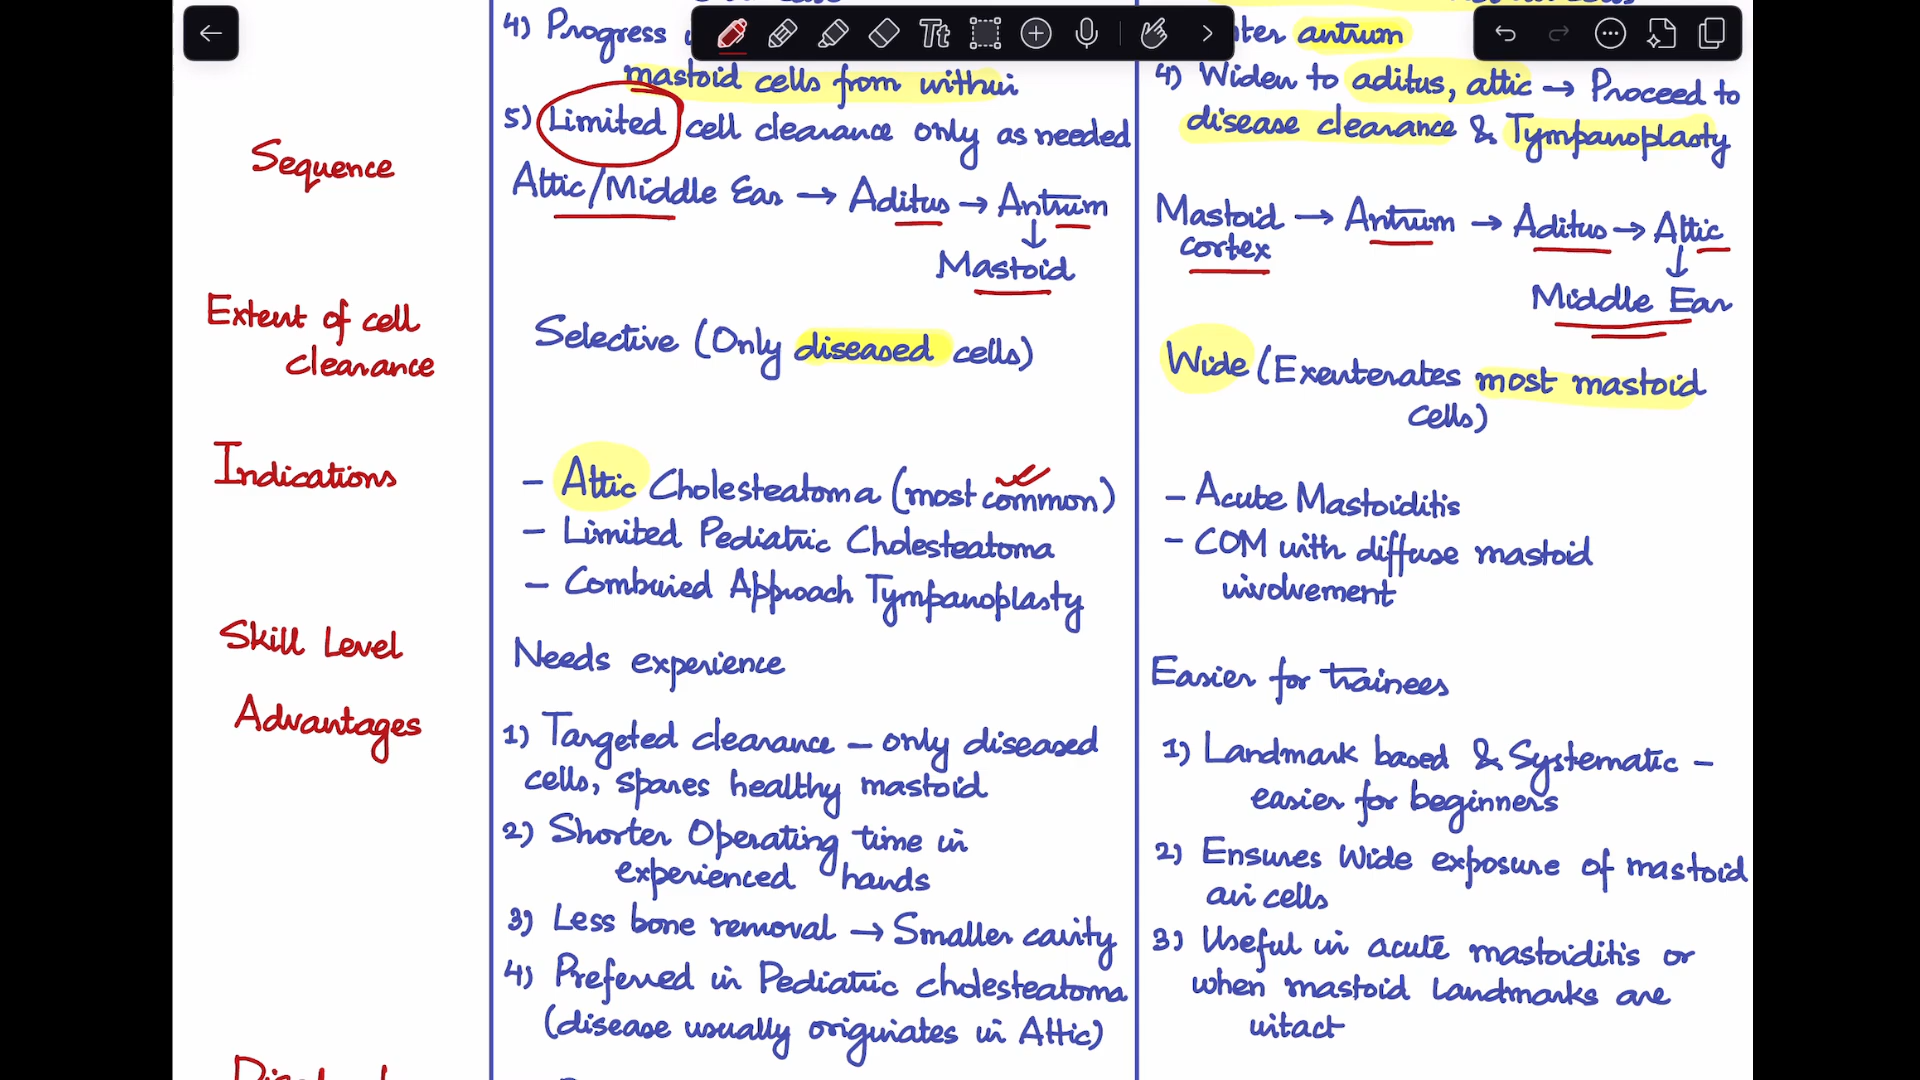 4) Progress
mastoid cells from within
5) Limited cell clearance only as needed
nter antrum
4) Widen to aditus, attic → Proceed to
disease clearance & Tympanoplasty
Sequence
Attic/Middle Ear → Aditus → Antrum
↓
Mastoid
Mastoid → Antrum → Aditus → Attic
cortex
↓
Middle Ear
Extent of cell
clearance
Selective (Only diseased cells)
Wide (Exenterates most mastoid
cells)
Indications
- Attic Cholesteatoma (most common)
- Limited Pediatric Cholesteatoma
- Combined Approach Tympanoplasty
- Acute Mastoiditis
- COM with diffuse mastoid
involvement
Skill Level
Needs experience
Easier for trainees
Advantages
1) Targeted clearance - only diseased
cells, spares healthy mastoid
2) Shorter Operating time in
experienced hands
3) Less bone removal → Smaller cavity
4) Preferred in Pediatric cholesteatoma
(disease usually originates in Attic)
1) Landmark based & Systematic -
easier for beginners
2) Ensures Wide exposure of mastoid
air cells
3) Useful in acute mastoiditis or
when mastoid landmarks are
intact
Tt